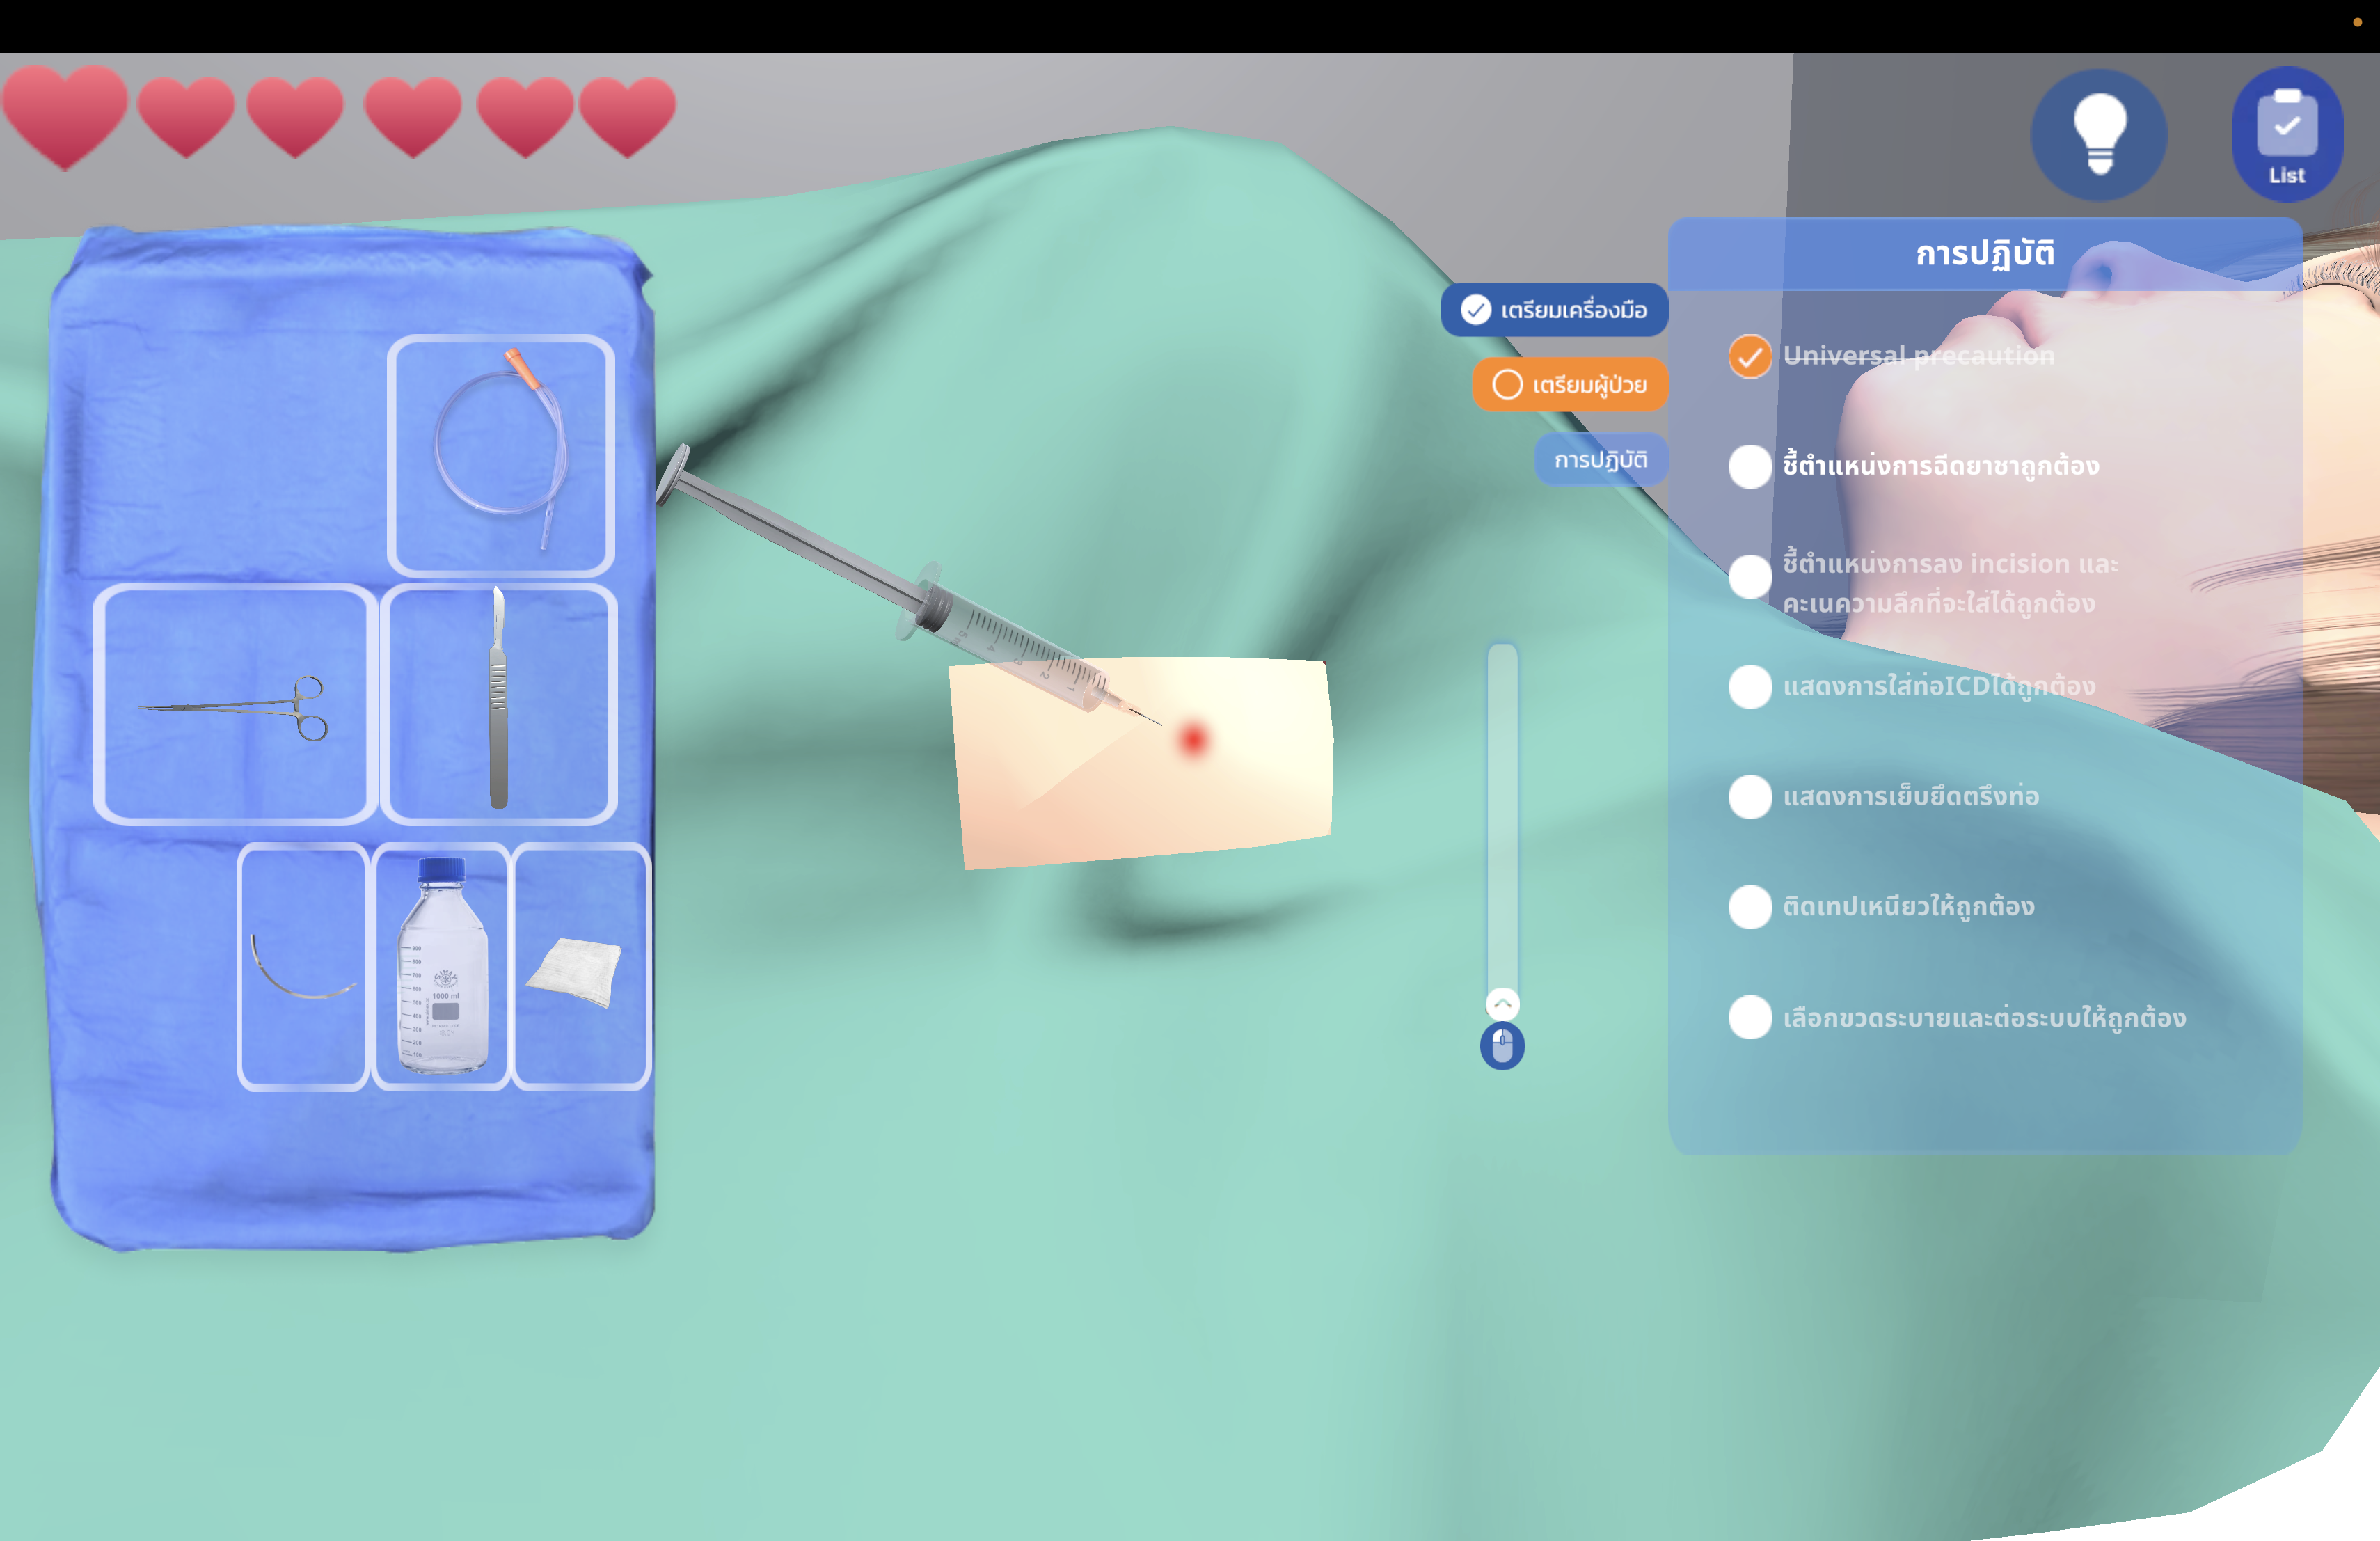 List
การปฏิบัติ
เตรียมเครื่องมือ
เตรียมผู้ป่วย
การปฏิบัติ
Universal precaution
ชี้ตำแหน่งการฉีดยาชาถูกต้อง
ชี้ตำแหน่งการลง incision และ
คะเนความลึกที่จะใส่ได้ถูกต้อง
แสดงการใส่ท่อICDได้ถูกต้อง
แสดงการเย็บยึดตรึงท่อ
ติดเทปเหนียวให้ถูกต้อง
เลือกขวดระบายและต่อระบบให้ถูกต้อง
5
4
3
2
1
1000 ml